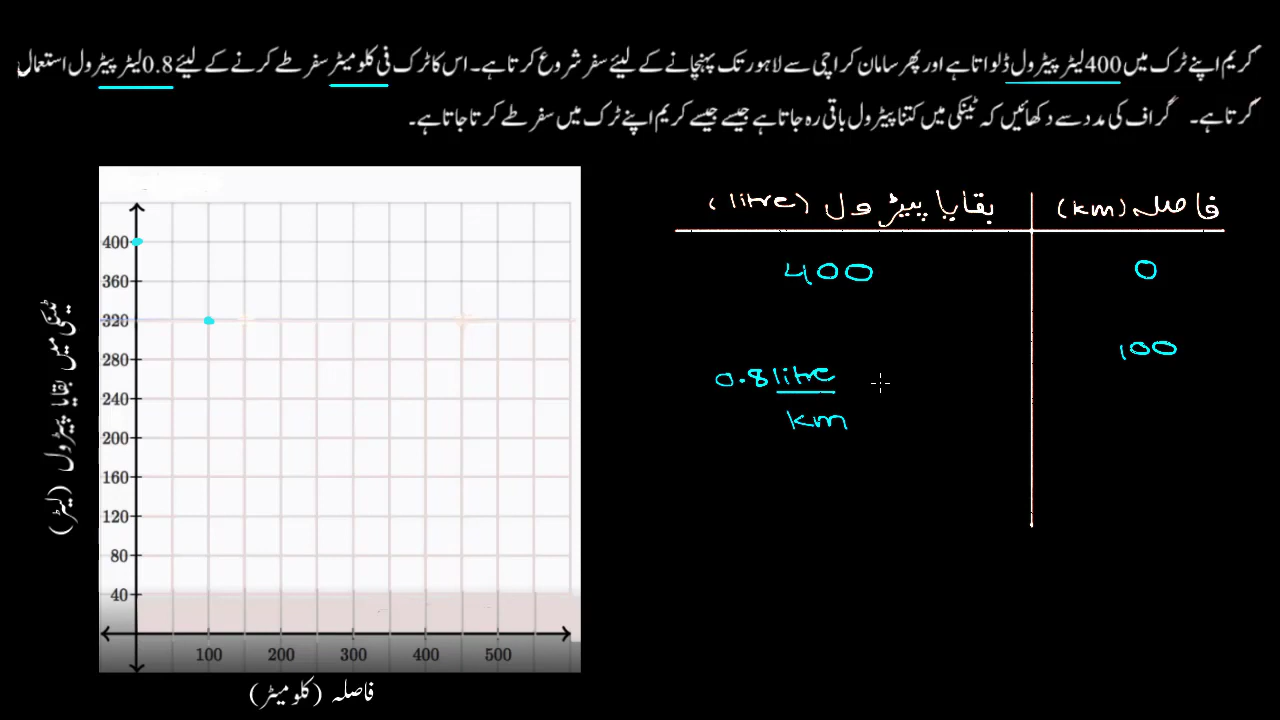 کریم اپنے ٹرک میں 400 لیٹر پیٹرول ڈلواتا ہے اور پھر سامان کراچی سے لاہور تک پہنچانے کے لیئے سفر شروع کرتا ہے۔ اس کا ٹرک فی کلومیٹر سفر طے کرنے کے لیئے 0.8 لیٹر پیٹرول استعمال
کرتا ہے۔ گراف کی مدد سے دکھائیں کہ ٹینکی میں کتنا پیٹرول باقی رہ جاتا ہے جیسے جیسے کریم اپنے ٹرک میں سفر طے کرتا جاتا ہے۔
فاصلہ (km) بقایا پیٹرول (litre)
0 400
100
0.8 litre
km
ٹینکی میں بقایا پیٹرول (لیٹر)
400
360
320
280
240
200
160
120
80
40
100 200 300 400 500
فاصلہ (کلومیٹر)